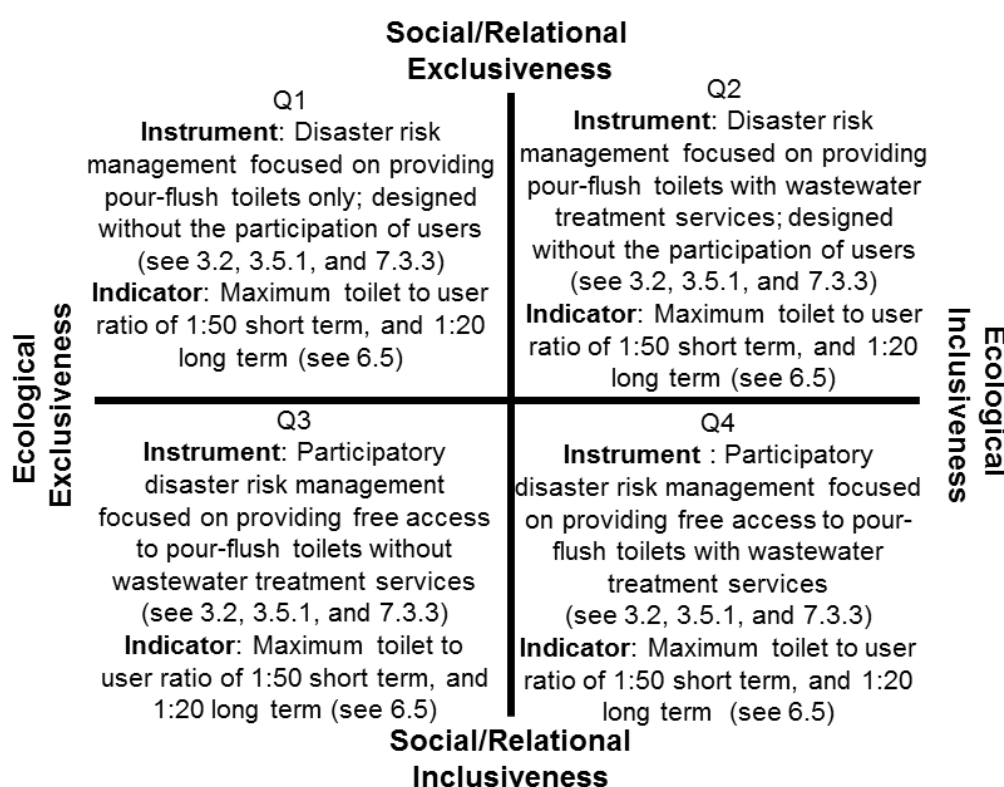 Social/Relational
Exclusiveness
Q1
Instrument: Disaster risk
management focused on providing
pour-flush toilets only; designed
without the participation of users
(see 3.2, 3.5.1, and 7.3.3)
Indicator: Maximum toilet to user
ratio of 1:50 short term, and 1:20
long term (see 6.5)
Q2
Instrument: Disaster risk
management focused on providing
pour-flush toilets with wastewater
treatment services; designed
without the participation of users
(see 3.2, 3.5.1, and 7.3.3)
Indicator: Maximum toilet to user
ratio of 1:50 short term, and 1:20
long term (see 6.5)
Ecological
Exclusiveness
Ecological
Inclusiveness
Q3
Instrument: Participatory
disaster risk management
focused on providing free access
to pour-flush toilets without
wastewater treatment services
(see 3.2, 3.5.1, and 7.3.3)
Indicator: Maximum toilet to
user ratio of 1:50 short term, and
1:20 long term (see 6.5)
Q4
Instrument : Participatory
disaster risk management focused
on providing free access to pour-
flush toilets with wastewater
treatment services
(see 3.2, 3.5.1, and 7.3.3)
Indicator: Maximum toilet to user
ratio of 1:50 short term, and 1:20
long term (see 6.5)
Social/Relational
Inclusiveness